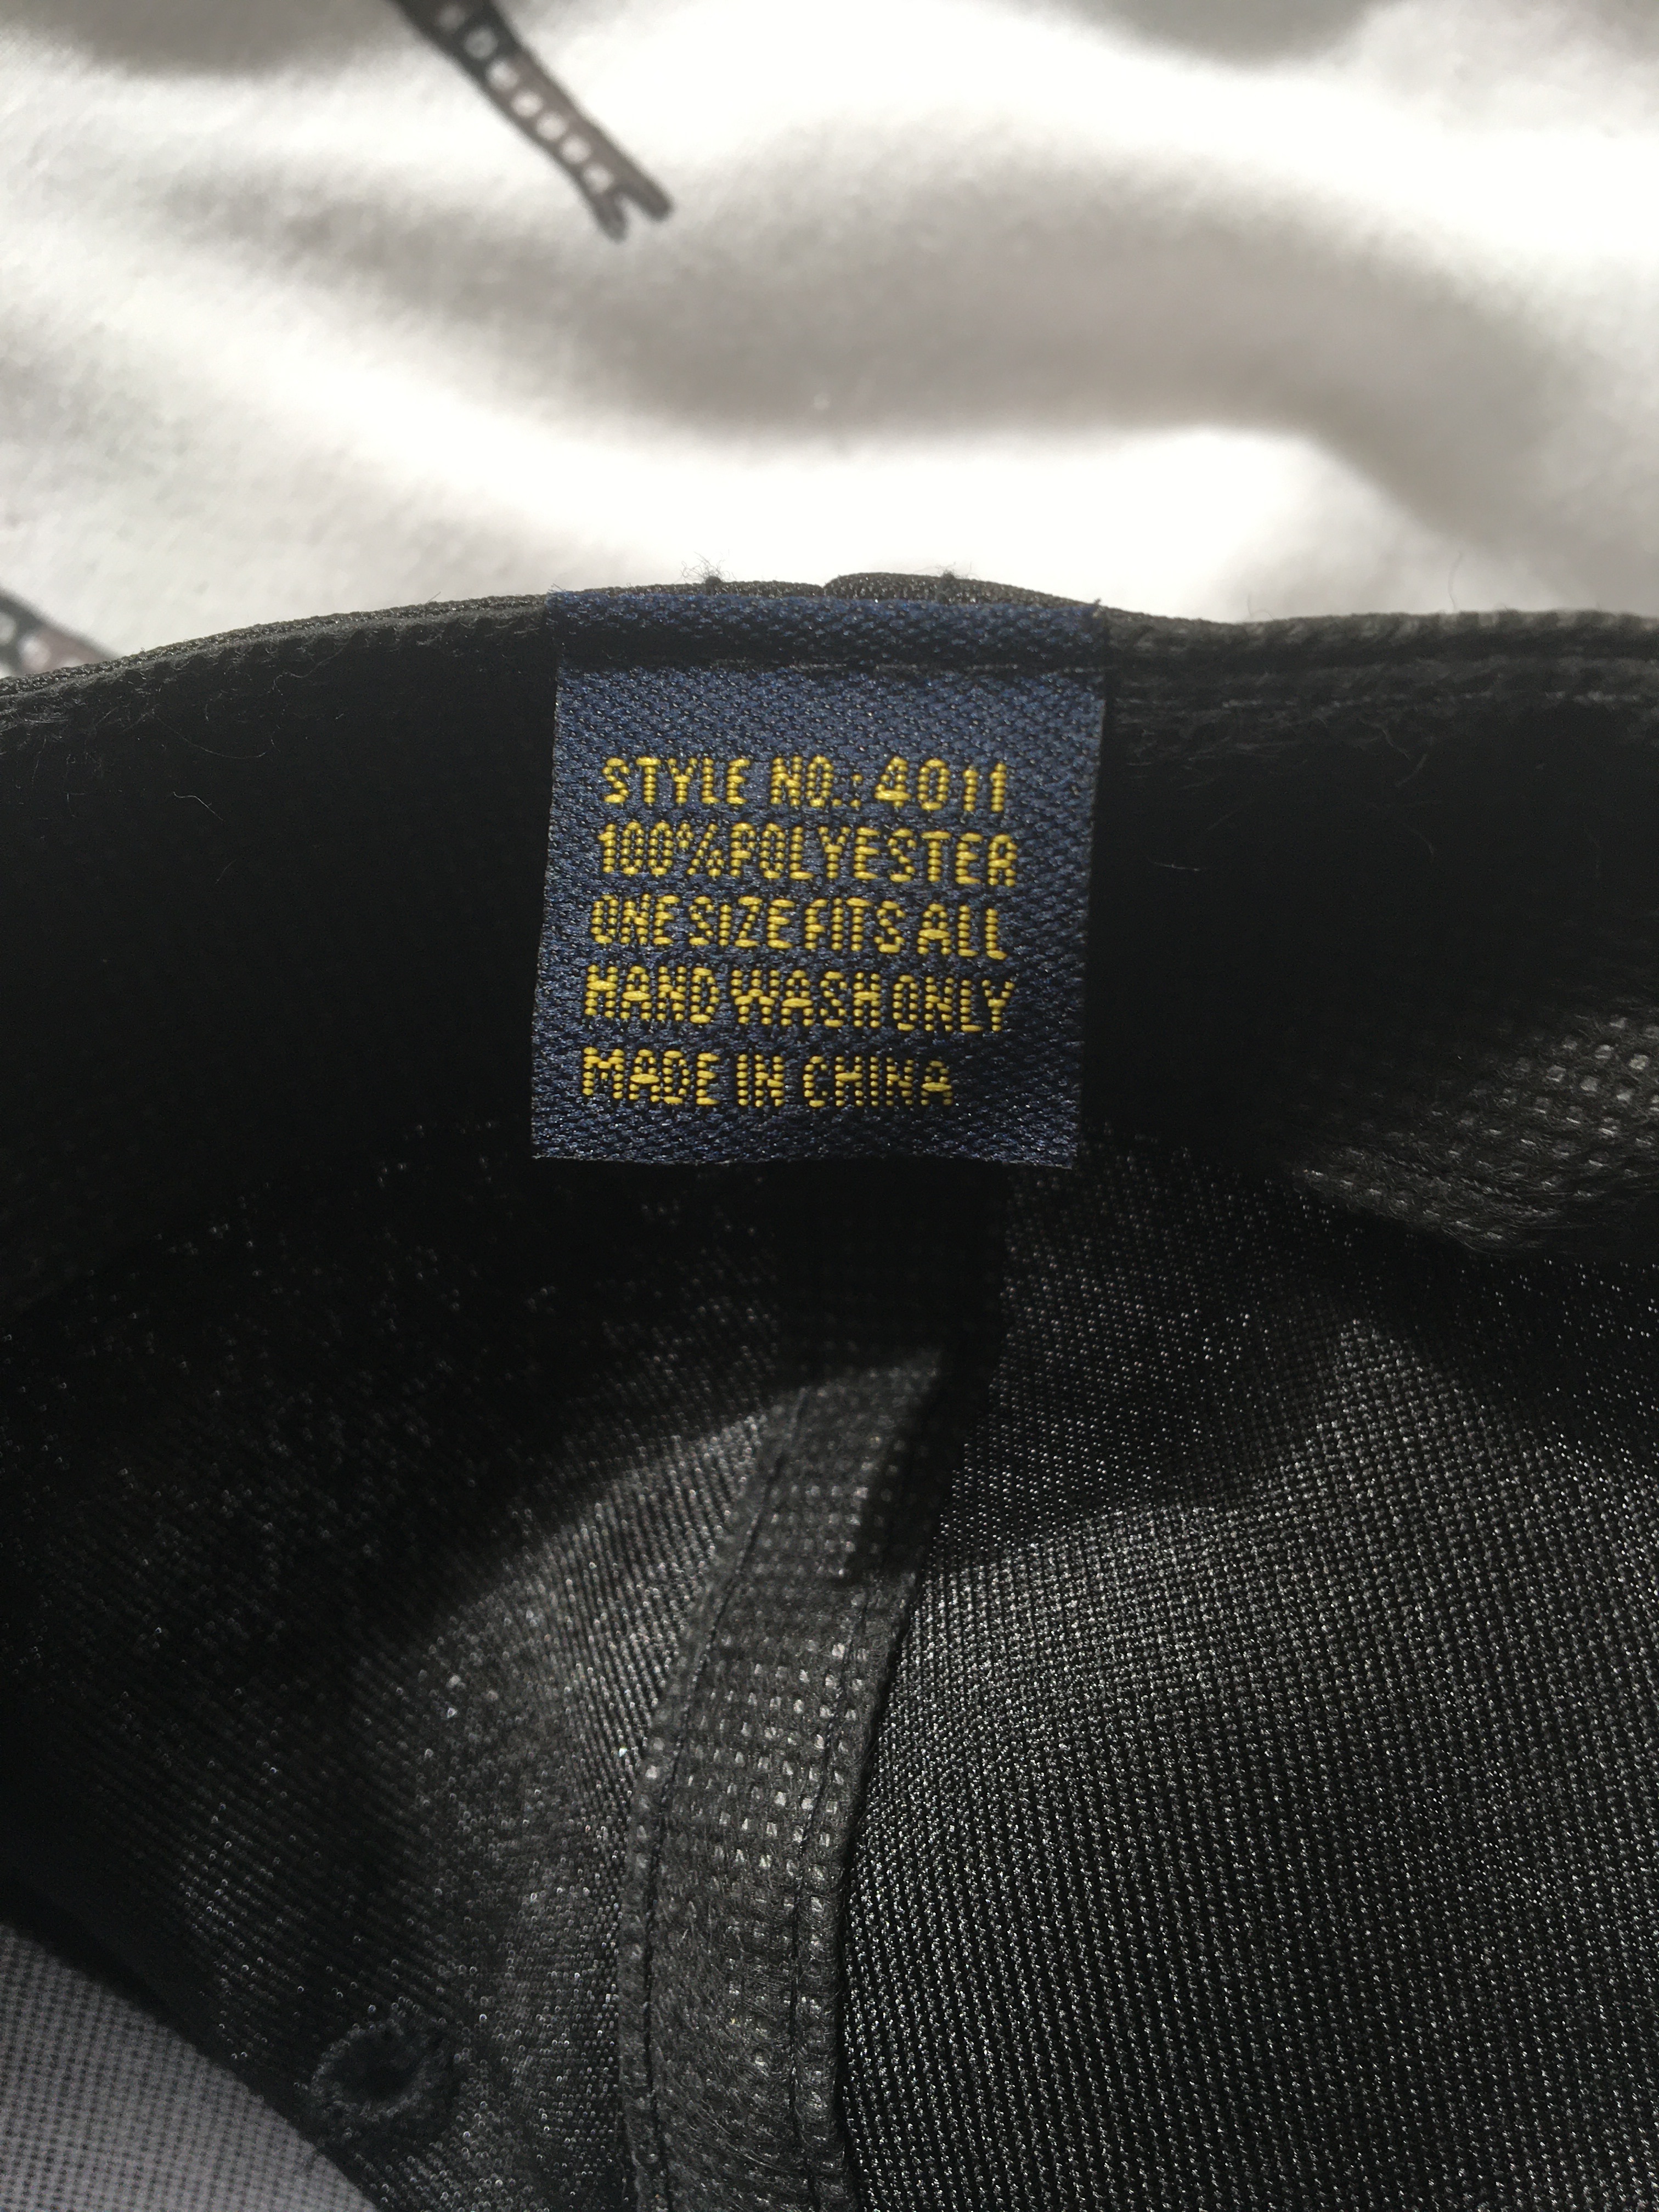 STYLE NO.: 4011
100% POLYESTER
ONE SIZE FITS ALL
HAND WASH ONLY
MADE IN CHINA